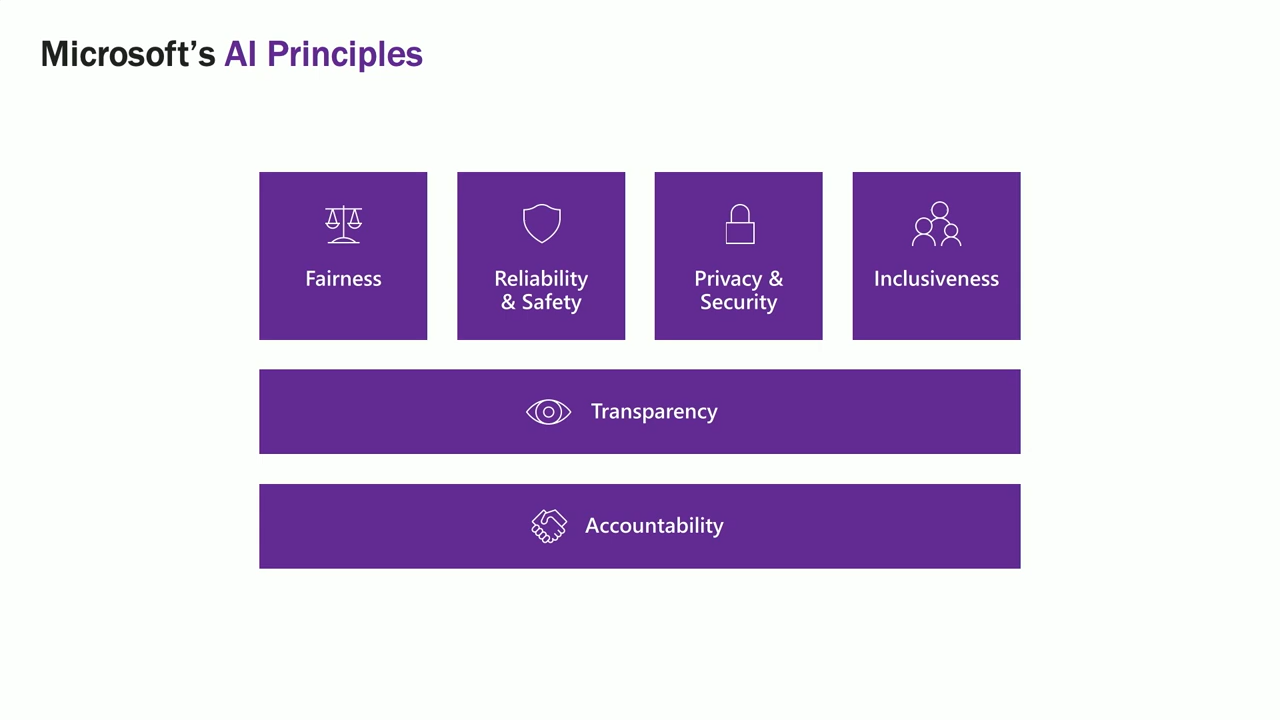 Microsoft’s AI Principles
Fairness
Reliability
& Safety
Privacy &
Security
Inclusiveness
Transparency
Accountability